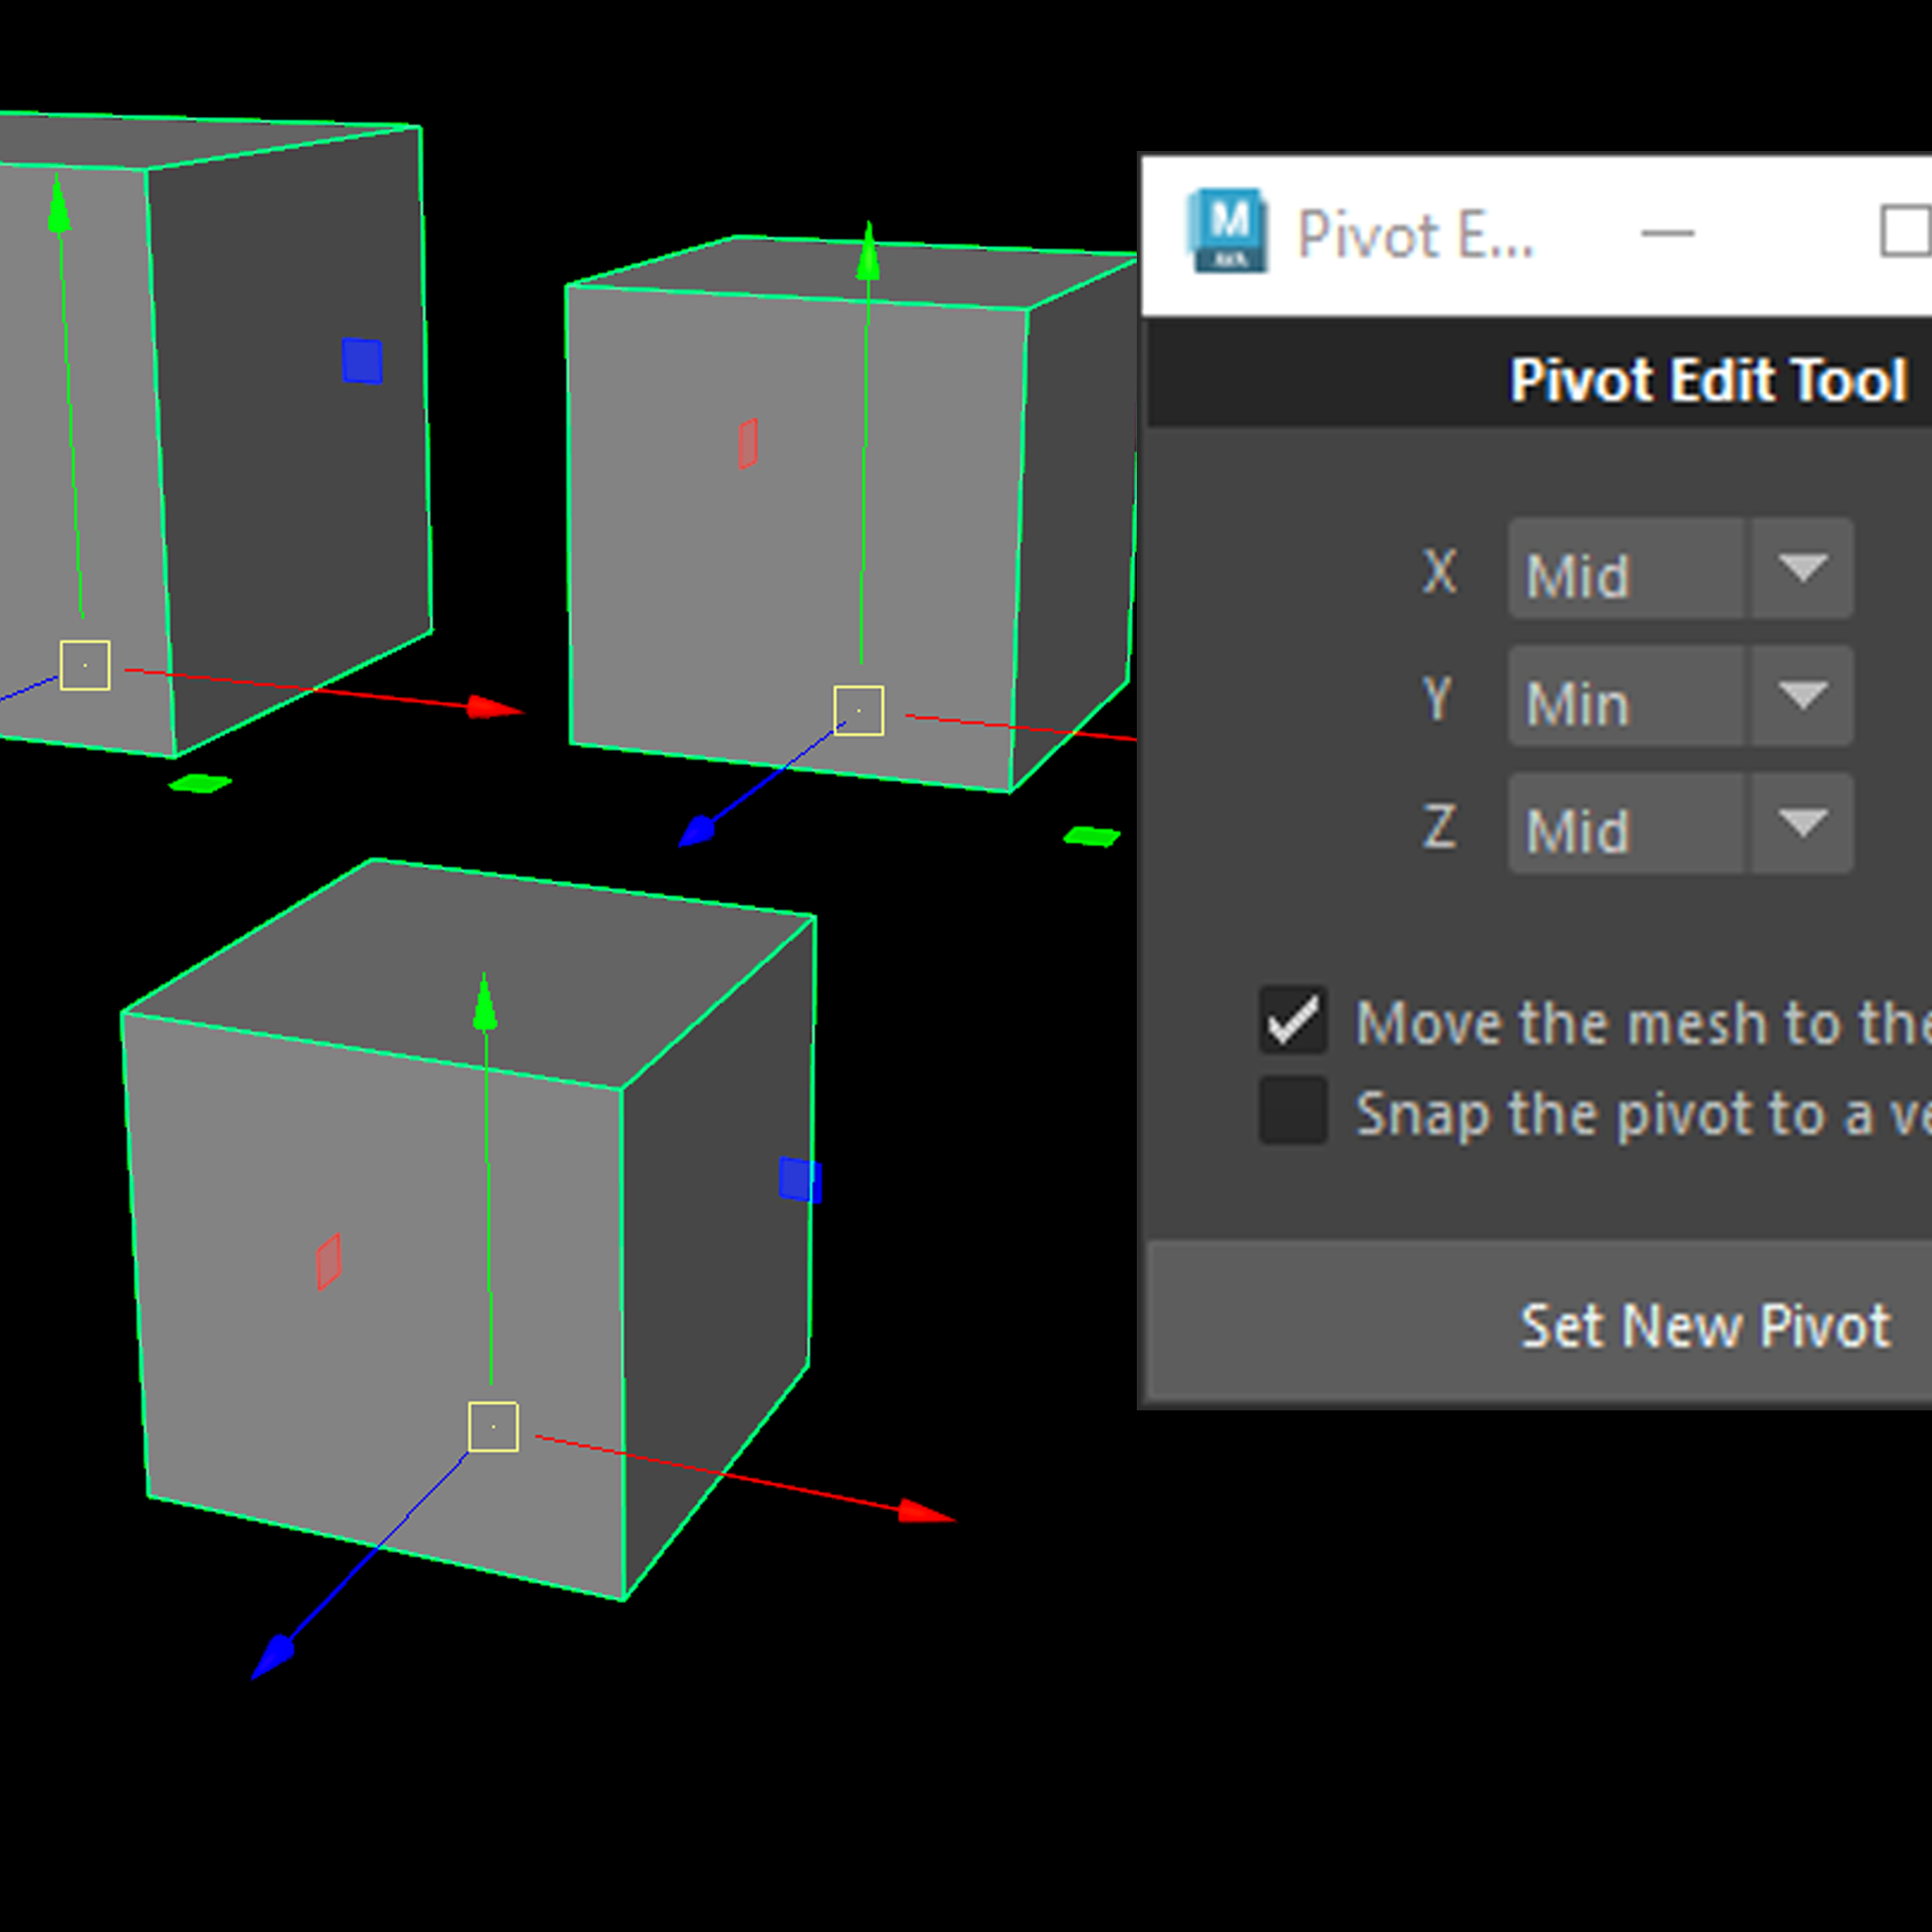 M
Pivot E...
Pivot Edit Tool
X Mid
Y Min
Z Mid
Move the mesh to the
Snap the pivot to a
Set New Pivot